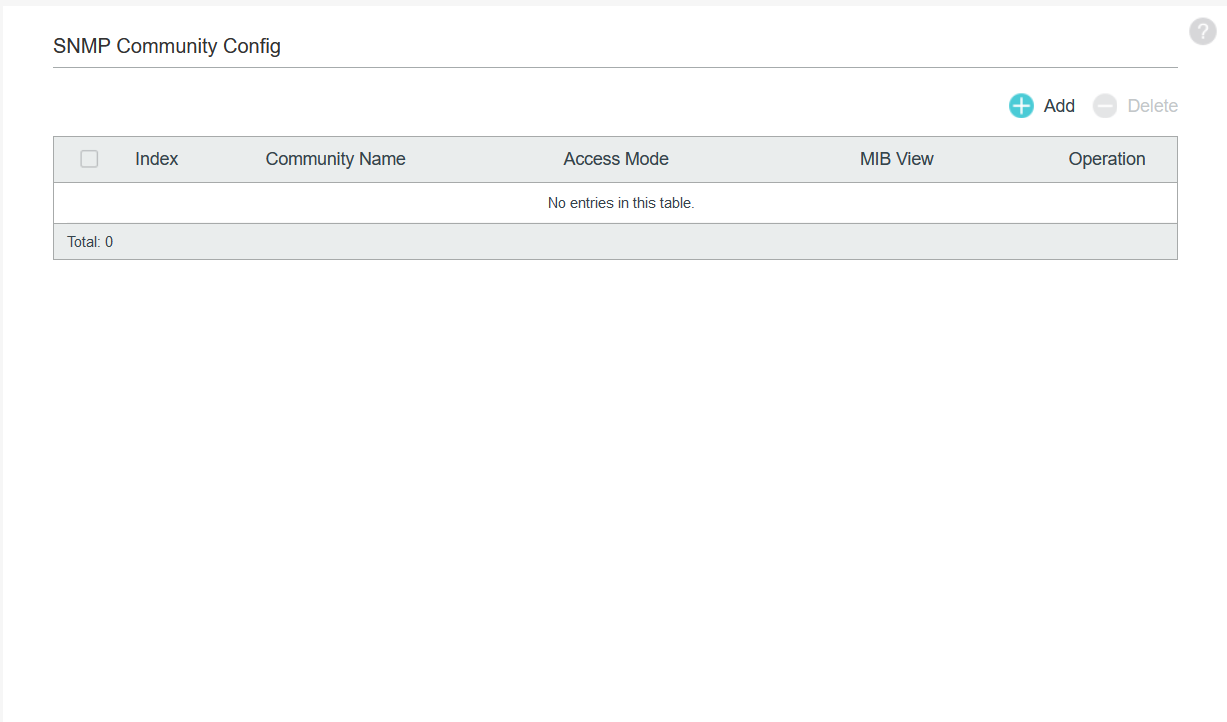 SNMP Community Config
?
Add Delete
Index Community Name Access Mode MIB View Operation
No entries in this table.
Total: 0